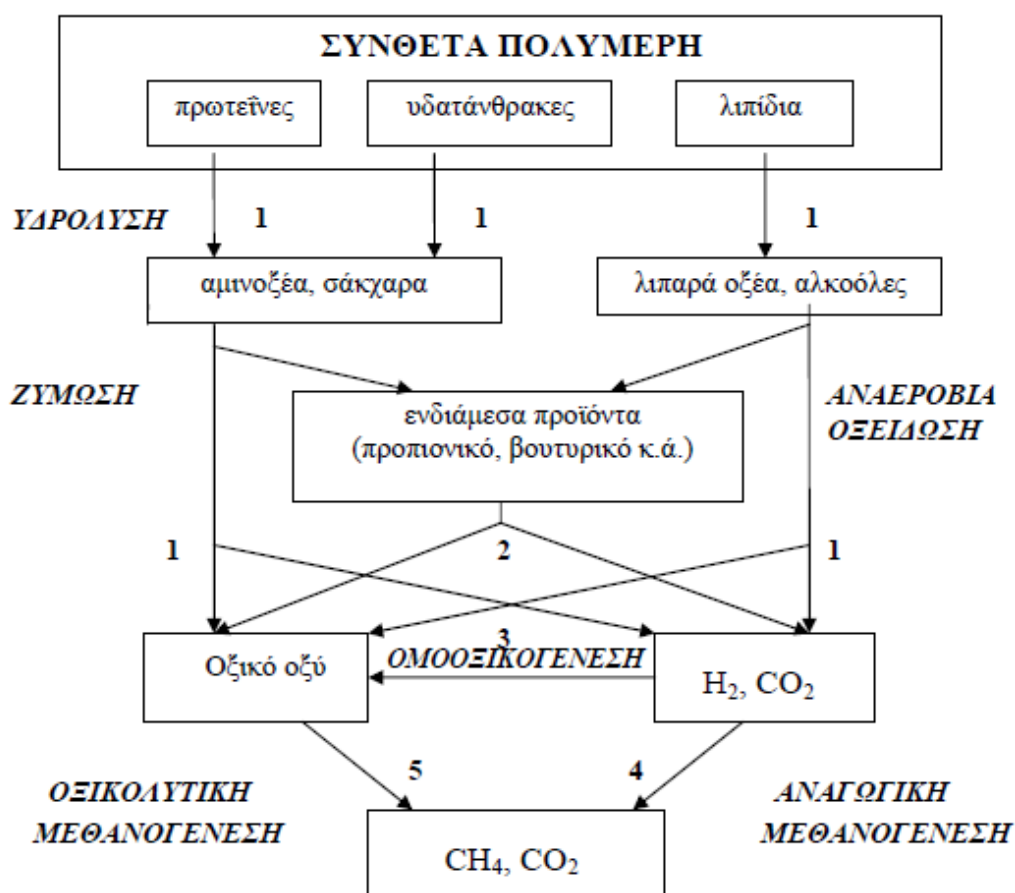 ΣΥΝΘΕΤΑ ΠΟΛΥΜΕΡΗ
πρωτεΐνες
υδατάνθρακες
λιπίδια
ΥΔΡΟΛΥΣΗ
1
1
1
αμινοξέα, σάκχαρα
λιπαρά οξέα, αλκοόλες
ΖΥΜΩΣΗ
ενδιάμεσα προϊόντα
(προπιονικό, βουτυρικό κ.ά.)
ΑΝΑΕΡΟΒΙΑ
ΟΞΕΙΔΩΣΗ
1
2
1
Οξικό οξύ
3
ΟΜΟΟΞΙΚΟΓΕΝΕΣΗ
H₂, CO₂
5
4
ΟΞΙΚΟΛΥΤΙΚΗ
ΜΕΘΑΝΟΓΕΝΕΣΗ
ΑΝΑΓΩΓΙΚΗ
ΜΕΘΑΝΟΓΕΝΕΣΗ
CH₄, CO₂